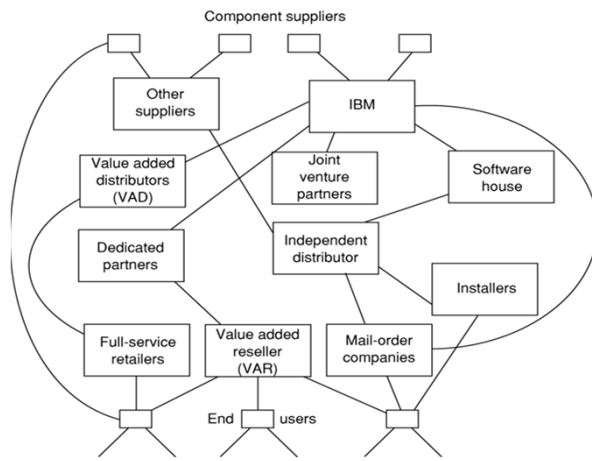 Component suppliers
Other
suppliers
IBM
Value added
distributors
(VAD)
Joint
venture
partners
Software
house
Dedicated
partners
Independent
distributor
Installers
Full-service
retailers
Value added
reseller
(VAR)
Mail-order
companies
End users